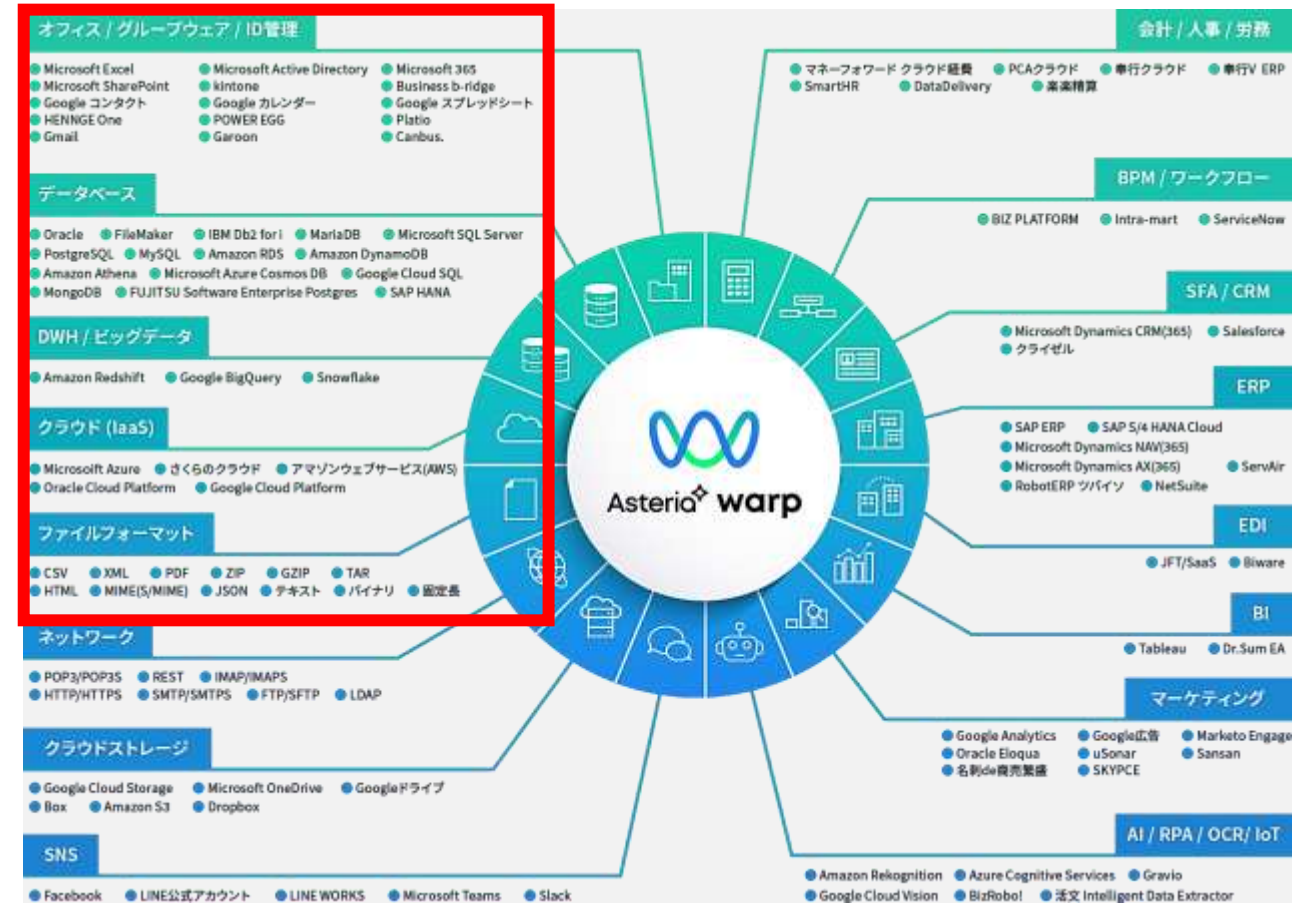 オフィス / グループウェア / ID管理
Microsoft Excel Microsoft Active Directory Microsoft 365
Microsoft SharePoint kintone Business b-ridge
Google コンタクト Google カレンダー Google スプレッドシート
HENNGE One POWER EGG Platio
Gmail Garoon Canbus.
データベース
Oracle FileMaker IBM Db2 for i MariaDB Microsoft SQL Server
PostgreSQL MySQL Amazon RDS Amazon DynamoDB
Amazon Athena Microsoft Azure Cosmos DB Google Cloud SQL
MongoDB FUJITSU Software Enterprise Postgres SAP HANA
DWH / ビッグデータ
Amazon Redshift Google BigQuery Snowflake
クラウド (IaaS)
Microsoift Azure さくらのクラウド アマゾンウェブサービス(AWS)
Oracle Cloud Platform Google Cloud Platform
ファイルフォーマット
CSV XML PDF ZIP GZIP TAR
HTML MIME(S/MIME) JSON テキスト バイナリ 固定長
ネットワーク
POP3/POP3S REST IMAP/IMAPS
HTTP/HTTPS SMTP/SMTPS FTP/SFTP LDAP
クラウドストレージ
Google Cloud Storage Microsoft OneDrive Googleドライブ
Box Amazon S3 Dropbox
SNS
Facebook LINE公式アカウント LINE WORKS Microsoft Teams Slack
Asteria warp
会計 / 人事 / 労務
マネーフォワード クラウド経費 PCAクラウド 奉行クラウド 奉行V ERP
SmartHR DataDelivery 楽楽精算
BPM / ワークフロー
BIZ PLATFORM Intra-mart ServiceNow
SFA / CRM
Microsoft Dynamics CRM(365) Salesforce
クライゼル
ERP
SAP ERP SAP S/4 HANA Cloud
Microsoft Dynamics NAV(365)
Microsoft Dynamics AX(365) ServAir
RobotERP ツバイソ NetSuite
EDI
JFT/SaaS Biware
BI
Tableau Dr.Sum EA
マーケティング
Google Analytics Google広告 Marketo Engage
Oracle Eloqua uSonar Sansan
名刺de商売繁盛 SKYPCE
AI / RPA / OCR/ IoT
Amazon Rekognition Azure Cognitive Services Gravio
Google Cloud Vision BizRobo! 活文 Intelligent Data Extractor